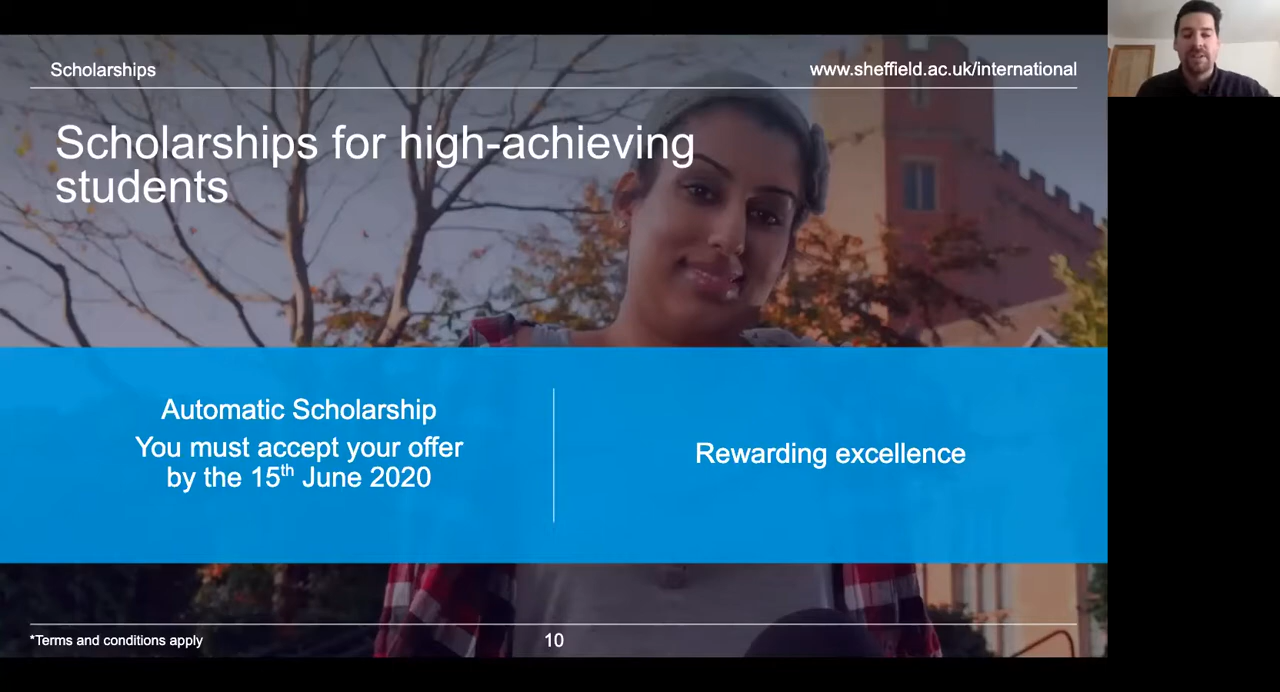 Scholarships
www.sheffield.ac.uk/international
Scholarships for high-achieving
students
Automatic Scholarship
You must accept your offer
by the 15th June 2020
Rewarding excellence
*Terms and conditions apply
10